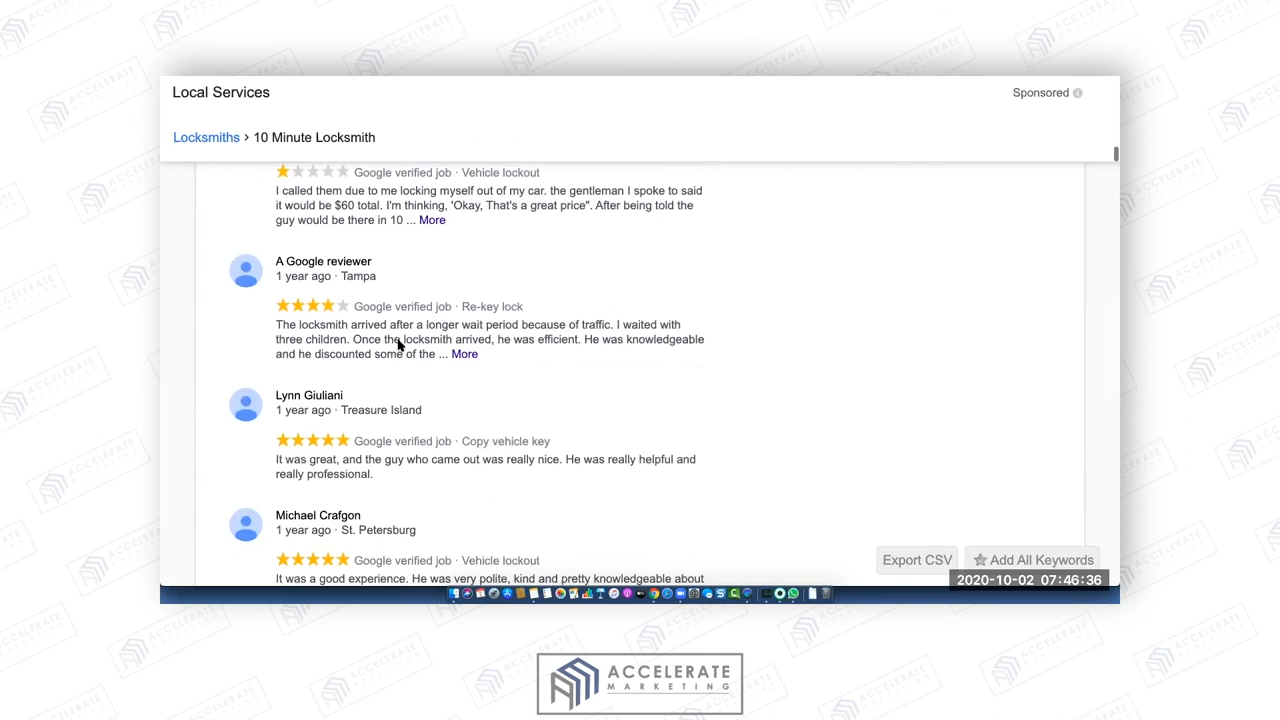 Local Services
Sponsored
Locksmiths > 10 Minute Locksmith
Google verified job · Vehicle lockout
I called them due to me locking myself out of my car. the gentleman I spoke to said
it would be $60 total. I'm thinking, 'Okay, That's a great price". After being told the
guy would be there in 10 ... More
A Google reviewer
1 year ago · Tampa
Google verified job · Re-key lock
The locksmith arrived after a longer wait period because of traffic. I waited with
three children. Once the locksmith arrived, he was efficient. He was knowledgeable
and he discounted some of the ... More
Lynn Giuliani
1 year ago · Treasure Island
Google verified job · Copy vehicle key
It was great, and the guy who came out was really nice. He was really helpful and
really professional.
Michael Crafgon
1 year ago · St. Petersburg
Google verified job · Vehicle lockout
It was a good experience. He was very polite, kind and pretty knowledgeable about
Export CSV
Add All Keywords
2020-10-02 07:46:36
ACCELERATE
MARKETING